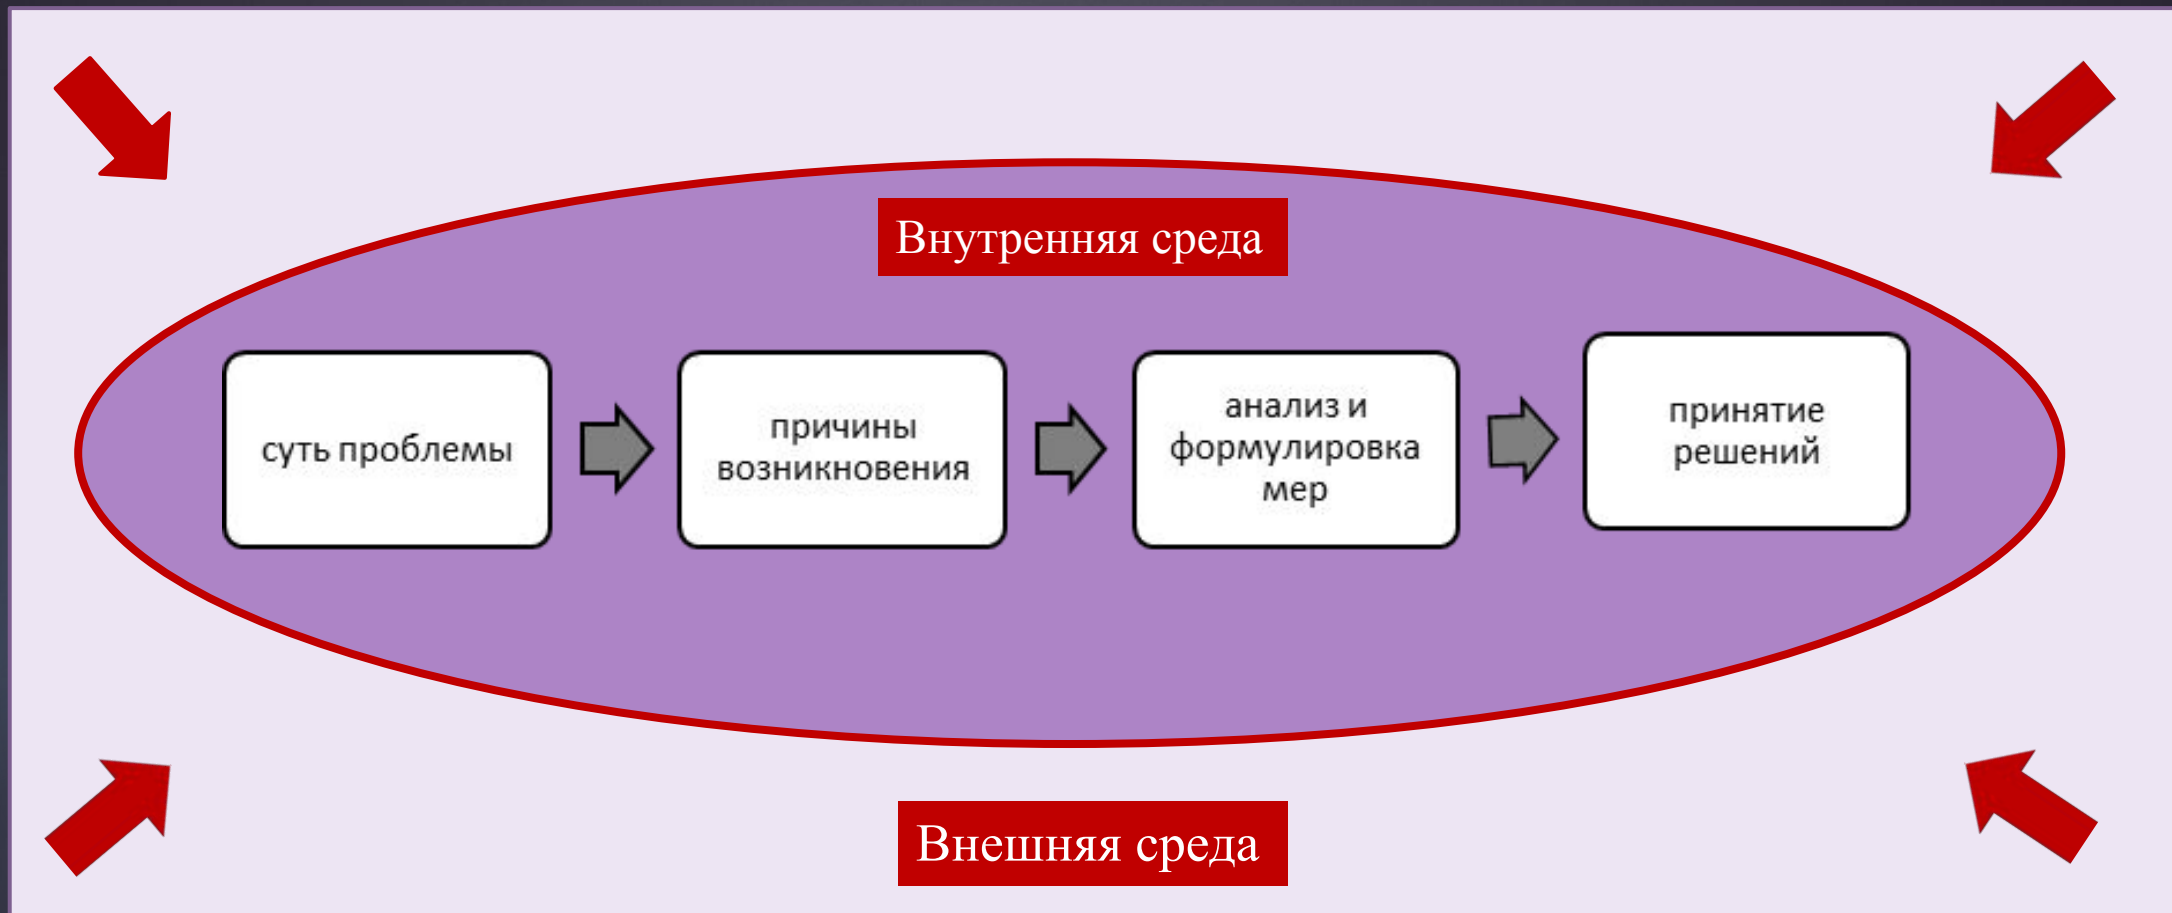 Внутренняя среда
суть проблемы
причины
возникновения
анализ и
формулировка
мер
принятие
решений
Внешняя среда